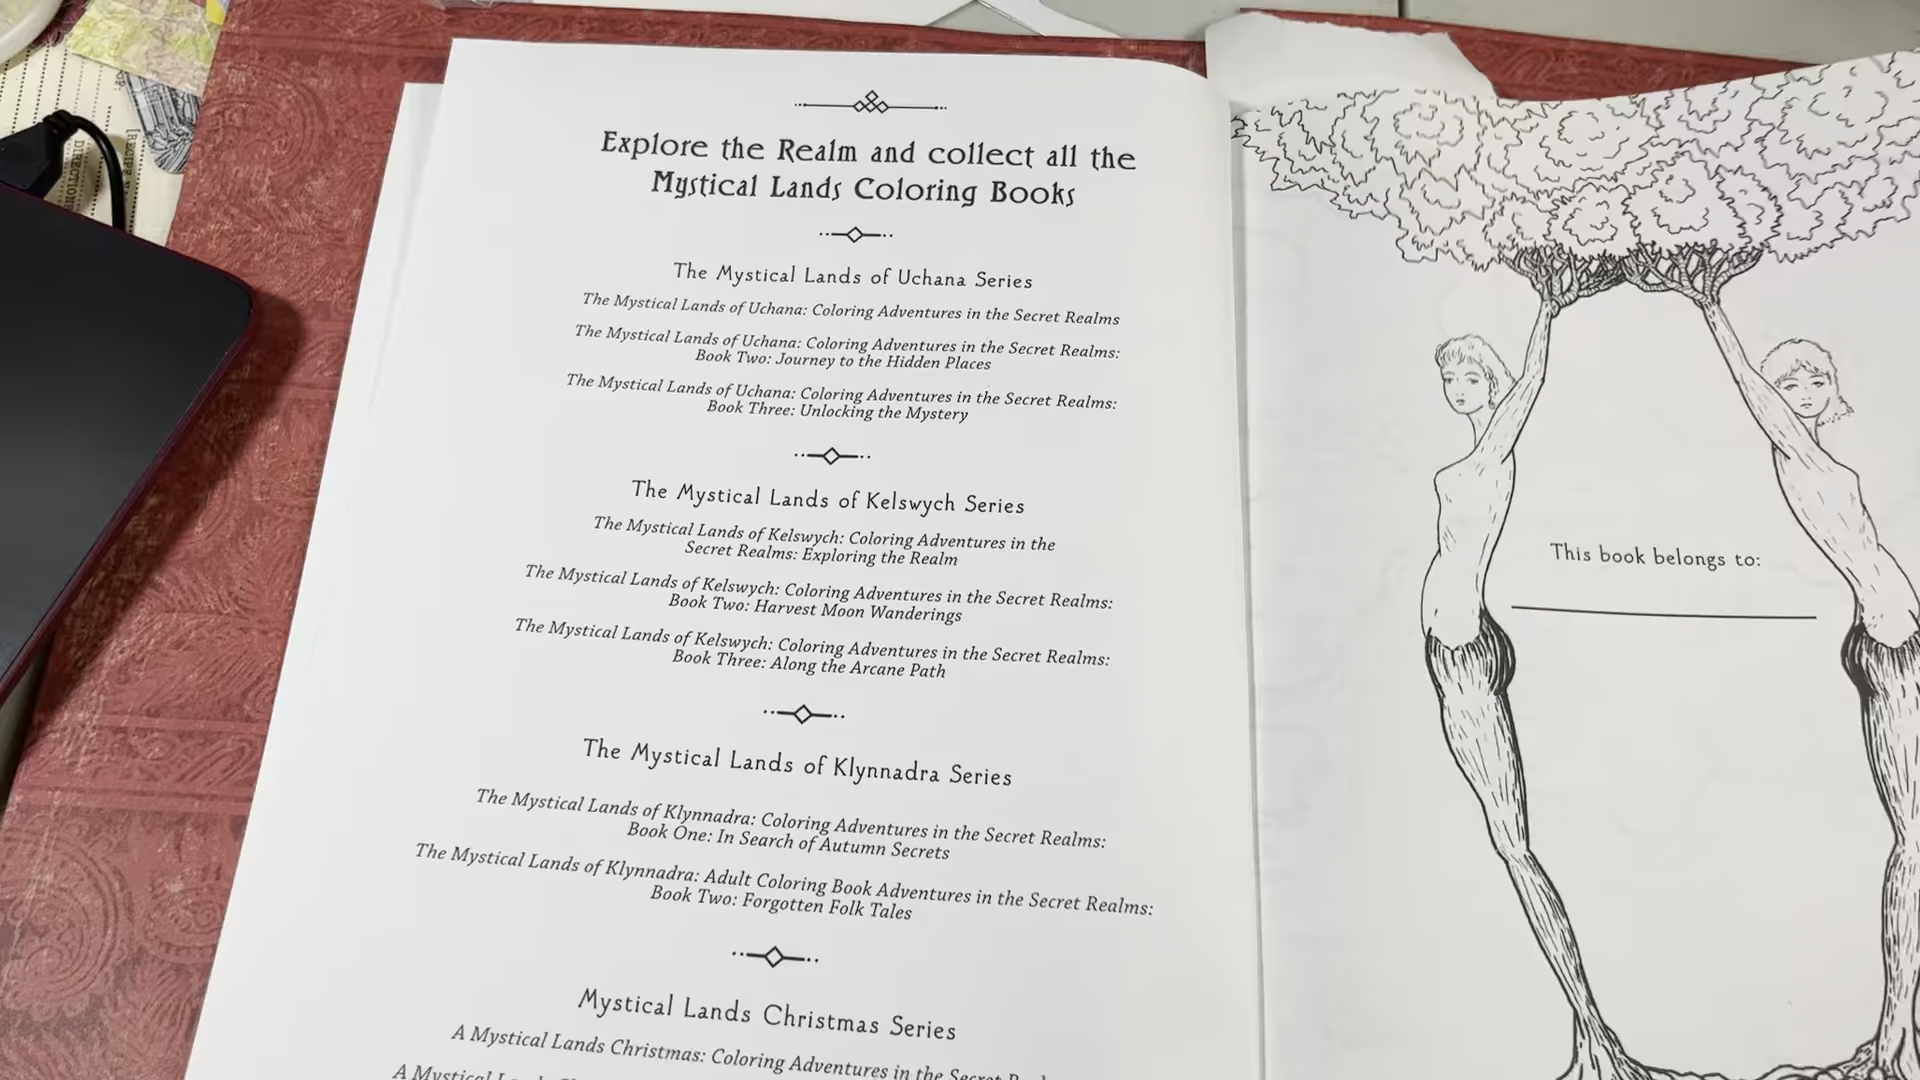 DIRECTION
Explore the Realm and collect all the
Mystical Lands Coloring Books
The Mystical Lands of Uchana Series
The Mystical Lands of Uchana: Coloring Adventures in the Secret Realms
The Mystical Lands of Uchana: Coloring Adventures in the Secret Realms:
Book Two: Journey to the Hidden Places
The Mystical Lands of Uchana: Coloring Adventures in the Secret Realms:
Book Three: Unlocking the Mystery
The Mystical Lands of Kelswych Series
The Mystical Lands of Kelswych: Coloring Adventures in the
Secret Realms: Exploring the Realm
The Mystical Lands of Kelswych: Coloring Adventures in the Secret Realms:
Book Two: Harvest Moon Wanderings
The Mystical Lands of Kelswych: Coloring Adventures in the Secret Realms:
Book Three: Along the Arcane Path
The Mystical Lands of Klynnadra Series
The Mystical Lands of Klynnadra: Coloring Adventures in the Secret Realms:
Book One: In Search of Autumn Secrets
The Mystical Lands of Klynnadra: Adult Coloring Book Adventures in the Secret Realms:
Book Two: Forgotten Folk Tales
Mystical Lands Christmas Series
A Mystical Lands Christmas: Coloring Adventures in the
A Mystical
This book belongs to: